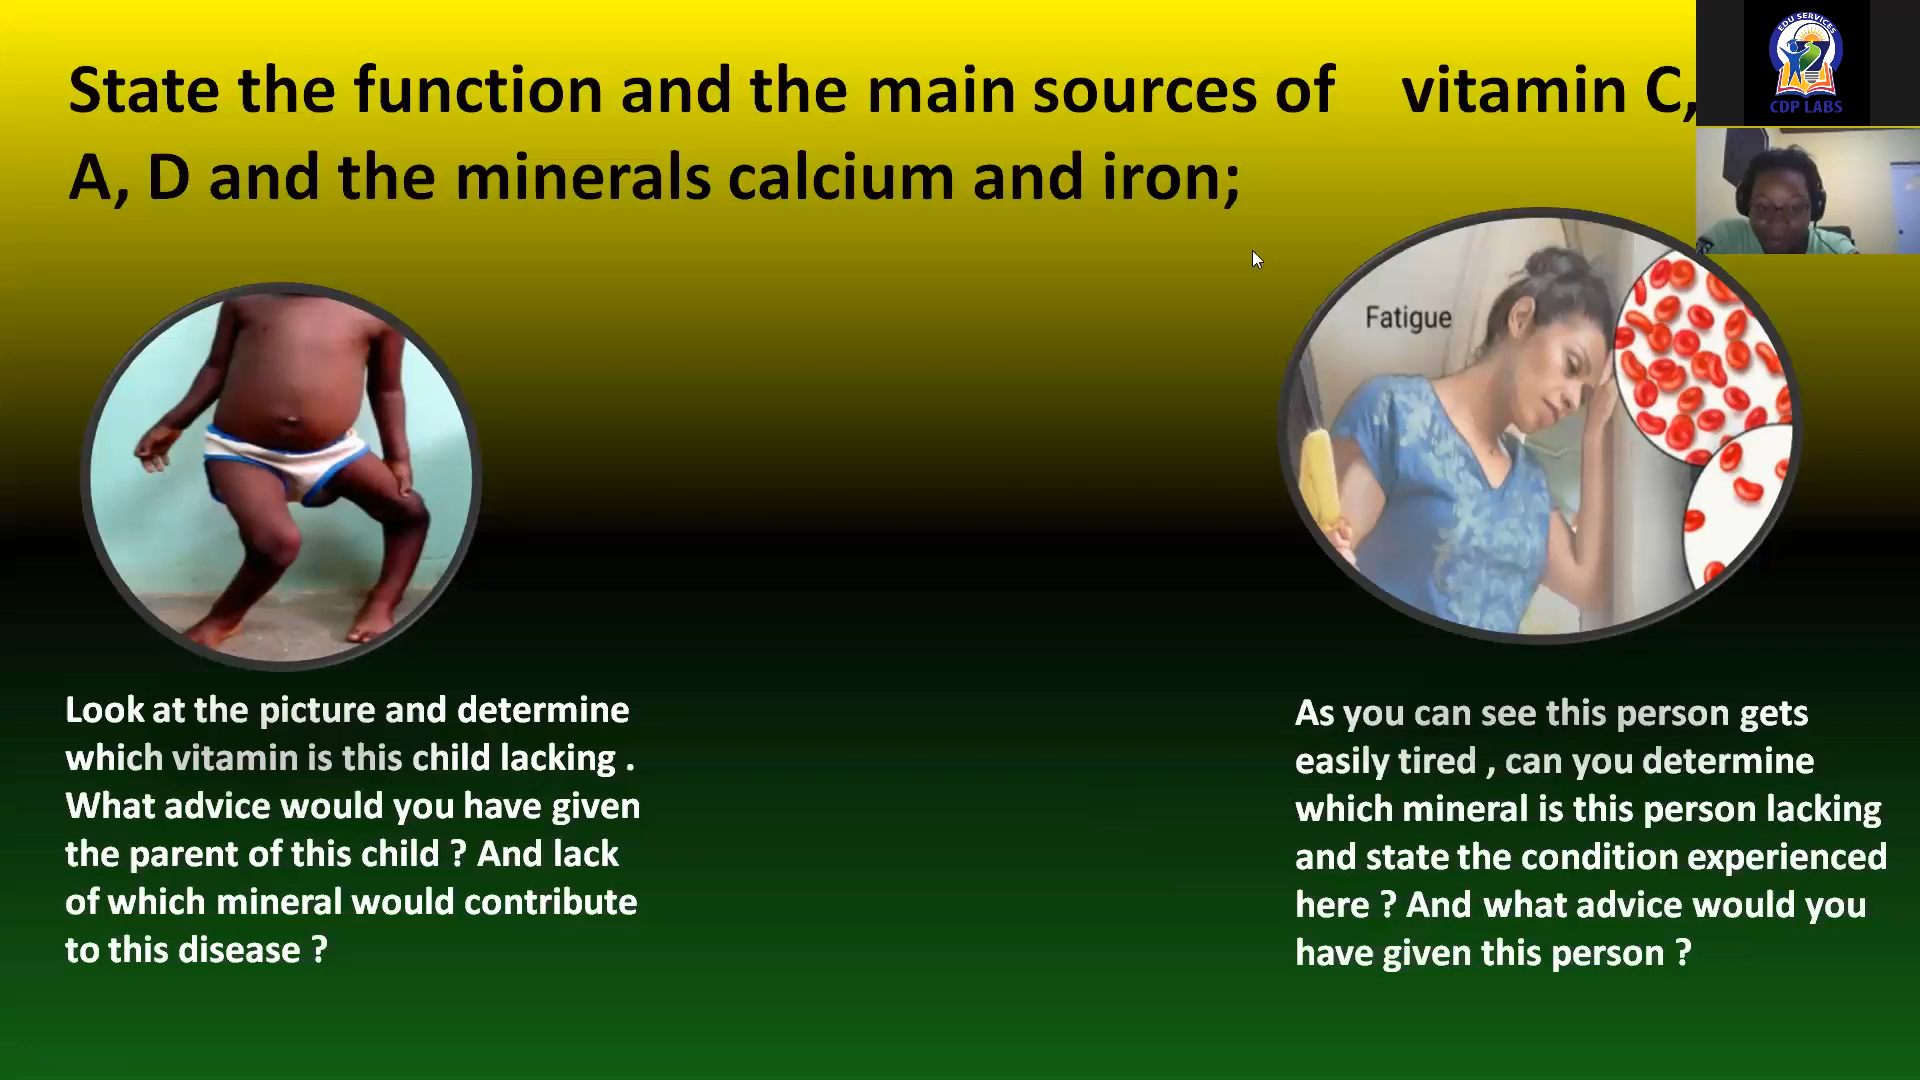 State the function and the main sources of vitamin C,
A, D and the minerals calcium and iron;
EDU SERVICES
CDP LABS
Fatigue
Look at the picture and determine
which vitamin is this child lacking .
What advice would you have given
the parent of this child ? And lack
of which mineral would contribute
to this disease ?
As you can see this person gets
easily tired , can you determine
which mineral is this person lacking
and state the condition experienced
here ? And what advice would you
have given this person ?